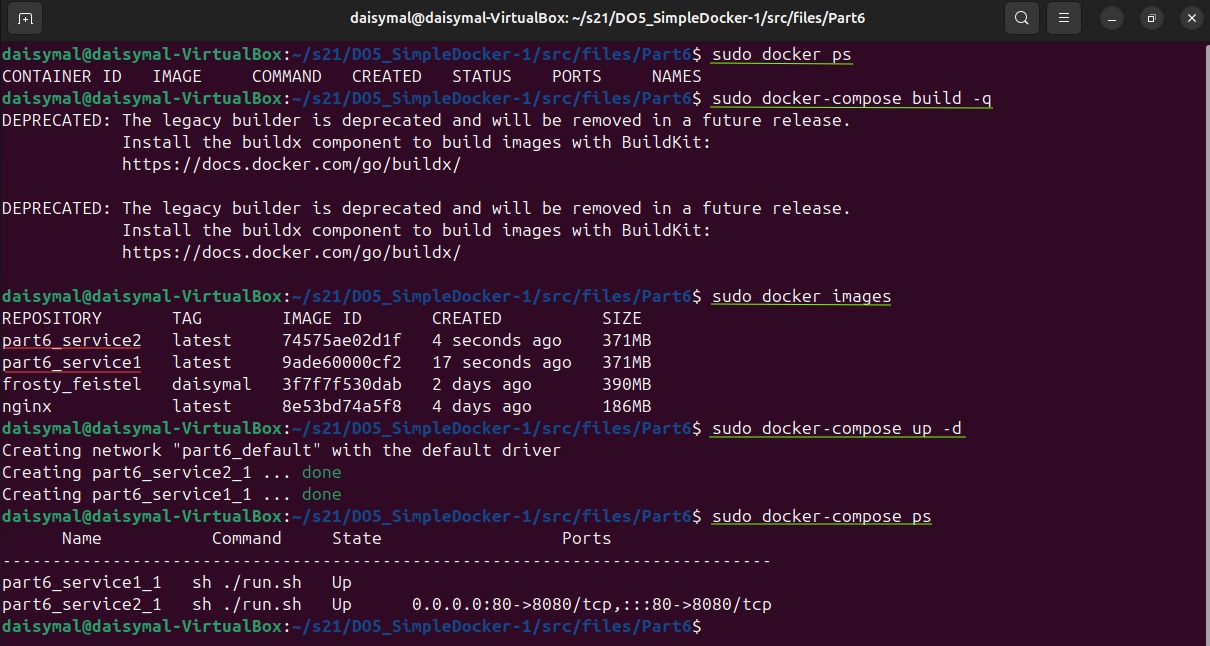 daisymal@daisymal-VirtualBox: ~/s21/DO5_SimpleDocker-1/src/files/Part6
daisymal@daisymal-VirtualBox:~/s21/DO5_SimpleDocker-1/src/files/Part6$ sudo docker ps
CONTAINER ID   IMAGE     COMMAND   CREATED   STATUS    PORTS     NAMES
daisymal@daisymal-VirtualBox:~/s21/DO5_SimpleDocker-1/src/files/Part6$ sudo docker-compose build -q
DEPRECATED: The legacy builder is deprecated and will be removed in a future release.
            Install the buildx component to build images with BuildKit:
            https://docs.docker.com/go/buildx/
DEPRECATED: The legacy builder is deprecated and will be removed in a future release.
            Install the buildx component to build images with BuildKit:
            https://docs.docker.com/go/buildx/
daisymal@daisymal-VirtualBox:~/s21/DO5_SimpleDocker-1/src/files/Part6$ sudo docker images
REPOSITORY       TAG        IMAGE ID       CREATED          SIZE
part6_service2   latest     74575ae02d1f   4 seconds ago    371MB
part6_service1   latest     9ade60000cf2   17 seconds ago   371MB
frosty_feistel   daisymal   3f7f7f530dab   2 days ago       390MB
nginx            latest     8e53bd74a5f8   4 days ago       186MB
daisymal@daisymal-VirtualBox:~/s21/DO5_SimpleDocker-1/src/files/Part6$ sudo docker-compose up -d
Creating network "part6_default" with the default driver
Creating part6_service2_1 ... done
Creating part6_service1_1 ... done
daisymal@daisymal-VirtualBox:~/s21/DO5_SimpleDocker-1/src/files/Part6$ sudo docker-compose ps
      Name           Command     State                  Ports
-----------------------------------------------------------------------------
part6_service1_1   sh ./run.sh   Up
part6_service2_1   sh ./run.sh   Up      0.0.0.0:80->8080/tcp,:::80->8080/tcp
daisymal@daisymal-VirtualBox:~/s21/DO5_SimpleDocker-1/src/files/Part6$